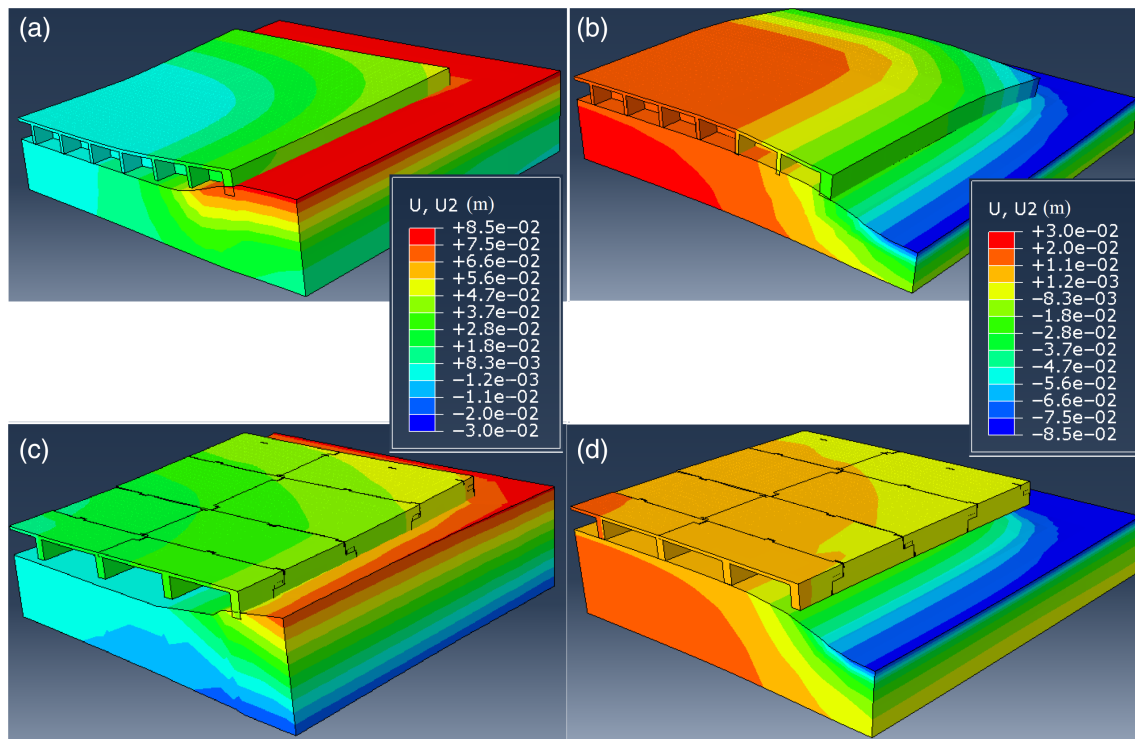 (a)
(b)
U, U2 (m)
+8.5e-02
+7.5e-02
+6.6e-02
+5.6e-02
+4.7e-02
+3.7e-02
+2.8e-02
+1.8e-02
+8.3e-03
-1.2e-03
-1.1e-02
-2.0e-02
-3.0e-02
U, U2 (m)
+3.0e-02
+2.0e-02
+1.1e-02
+1.2e-03
-8.3e-03
-1.8e-02
-2.8e-02
-3.7e-02
-4.7e-02
-5.6e-02
-6.6e-02
-7.5e-02
-8.5e-02
(c)
(d)